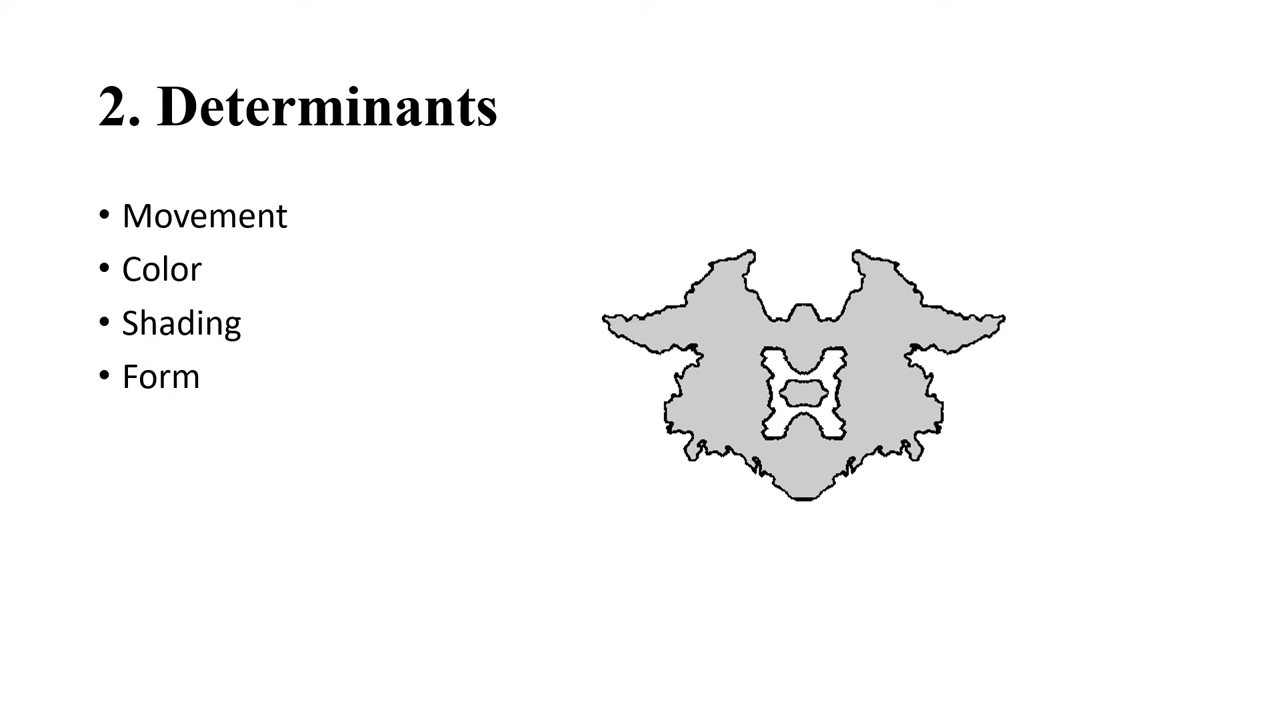 2. Determinants
• Movement
• Color
• Shading
• Form